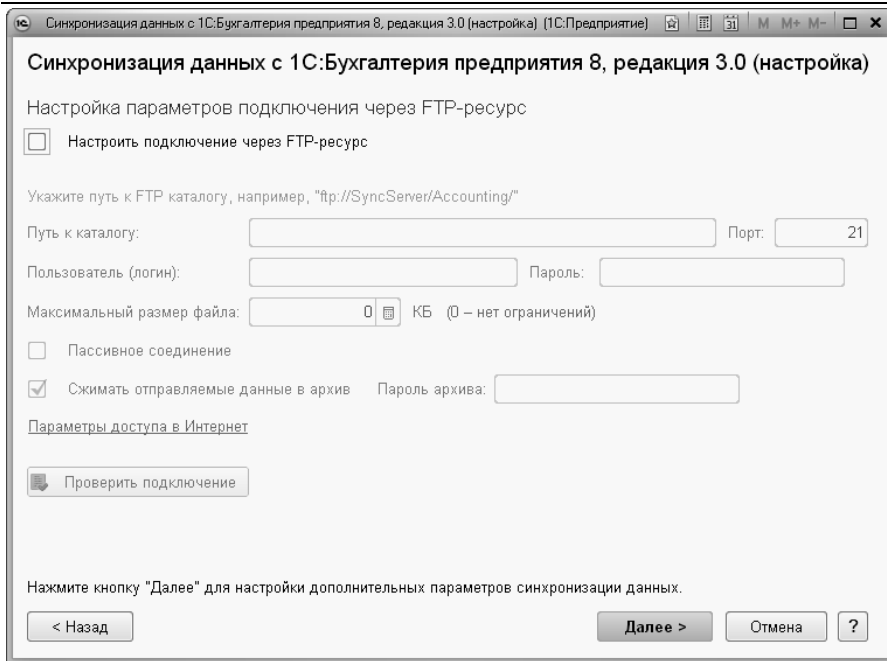 Синхронизация данных с 1С:Бухгалтерия предприятия 8, редакция 3.0 (настройка) (1С:Предприятие) 31 M M+ M-
Синхронизация данных с 1С:Бухгалтерия предприятия 8, редакция 3.0 (настройка)
Настройка параметров подключения через FTP-ресурс
Настроить подключение через FTP-ресурс
Укажите путь к FTP каталогу, например, "ftp://SyncServer/Accounting/"
Путь к каталогу: Порт: 21
Пользователь (логин): Пароль:
Максимальный размер файла: 0 КБ (0 – нет ограничений)
Пассивное соединение
Сжимать отправляемые данные в архив Пароль архива:
Параметры доступа в Интернет
Проверить подключение
Нажмите кнопку "Далее" для настройки дополнительных параметров синхронизации данных.
< Назад Далее > Отмена ?